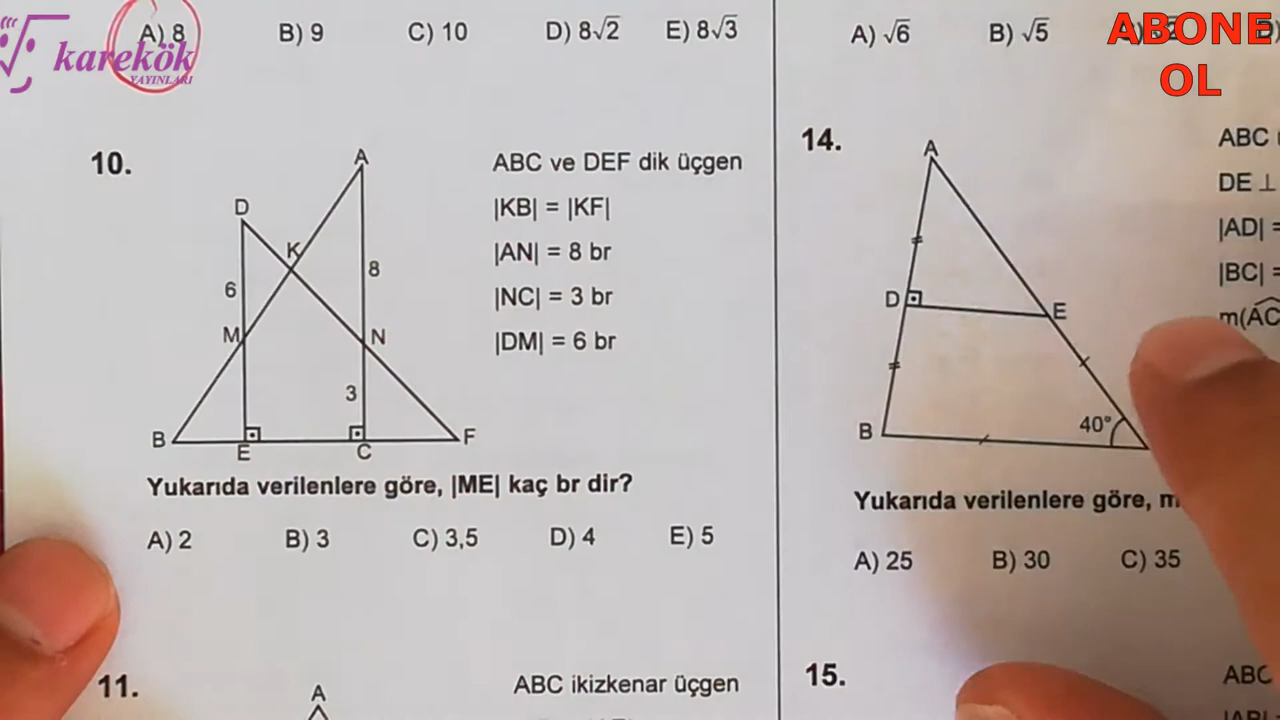 A) 8 B) 9 C) 10 D) 8√2 E) 8√3
karekök
YAYINLARI
10.
A
D
K
6
8
M
N
3
B
E
C
F
ABC ve DEF dik üçgen
|KB| = |KF|
|AN| = 8 br
|NC| = 3 br
|DM| = 6 br
Yukarıda verilenlere göre, |ME| kaç br dir?
A) 2 B) 3 C) 3,5 D) 4 E) 5
11.
A
ABC ikizkenar üçgen
A) √6 B) √5
ABONE
OL
14.
A
D
E
B
40°
ABC
DE ⊥
|AD| =
|BC| =
m(AC
Yukarıda verilenlere göre, m
A) 25 B) 30 C) 35
15.
ABC